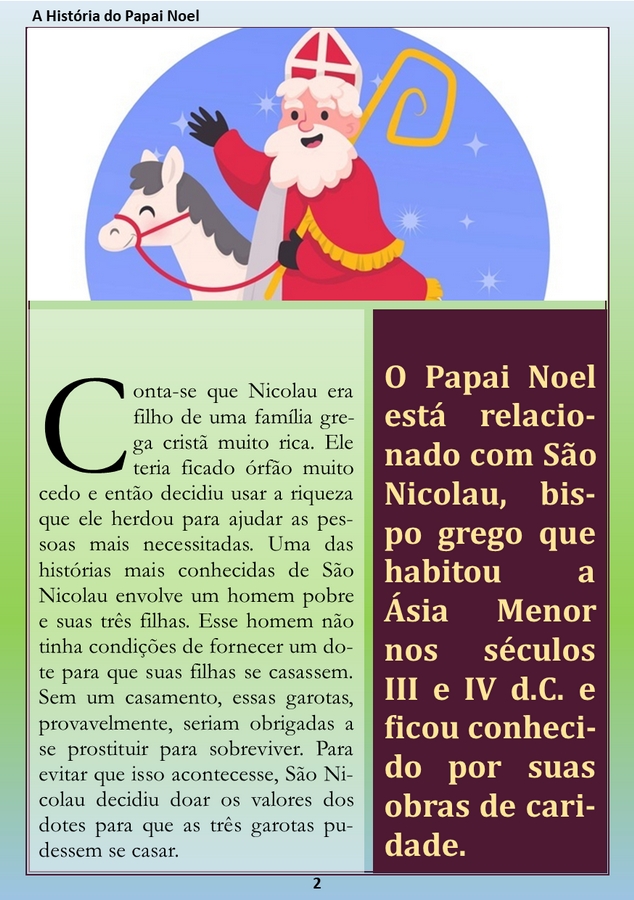 A História do Papai Noel
Conta-se que Nicolau era
filho de uma família gre-
ga cristã muito rica. Ele
teria ficado órfão muito
cedo e então decidiu usar a riqueza
que ele herdou para ajudar as pes-
soas mais necessitadas. Uma das
histórias mais conhecidas de São
Nicolau envolve um homem pobre
e suas três filhas. Esse homem não
tinha condições de fornecer um do-
te para que suas filhas se casassem.
Sem um casamento, essas garotas,
provavelmente, seriam obrigadas a
se prostituir para sobreviver. Para
evitar que isso acontecesse, São Ni-
colau decidiu doar os valores dos
dotes para que as três garotas pu-
dessem se casar.
O Papai Noel
está relacio-
nado com São
Nicolau, bis-
po grego que
habitou a
Ásia Menor
nos séculos
III e IV d.C. e
ficou conheci-
do por suas
obras de cari-
dade.
2